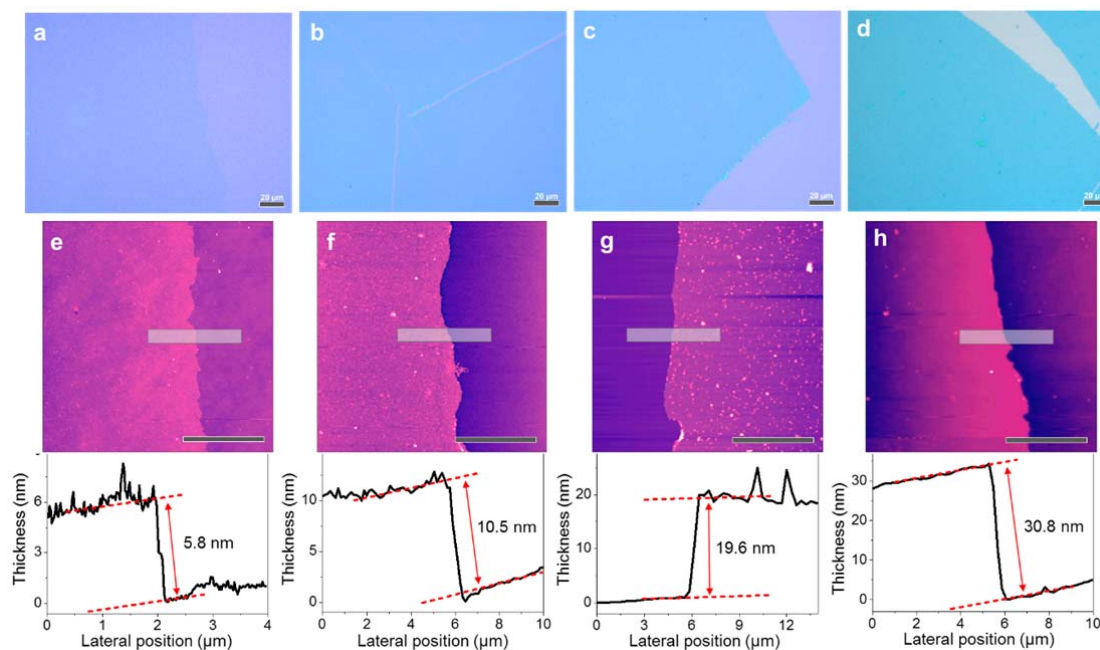 a
b
c
d
20 µm
20 µm
20 µm
20 µm
e
f
g
h
Thickness (nm)
6
3
0
5.8 nm
0 1 2 3 4
Lateral position (µm)
Thickness (nm)
10
5
0
10.5 nm
0 2 4 6 8 10
Lateral position (µm)
Thickness (nm)
30
20
10
0
19.6 nm
0 3 6 9 12
Lateral position (µm)
Thickness (nm)
30
20
10
0
30.8 nm
0 2 4 6 8 10
Lateral position (µm)